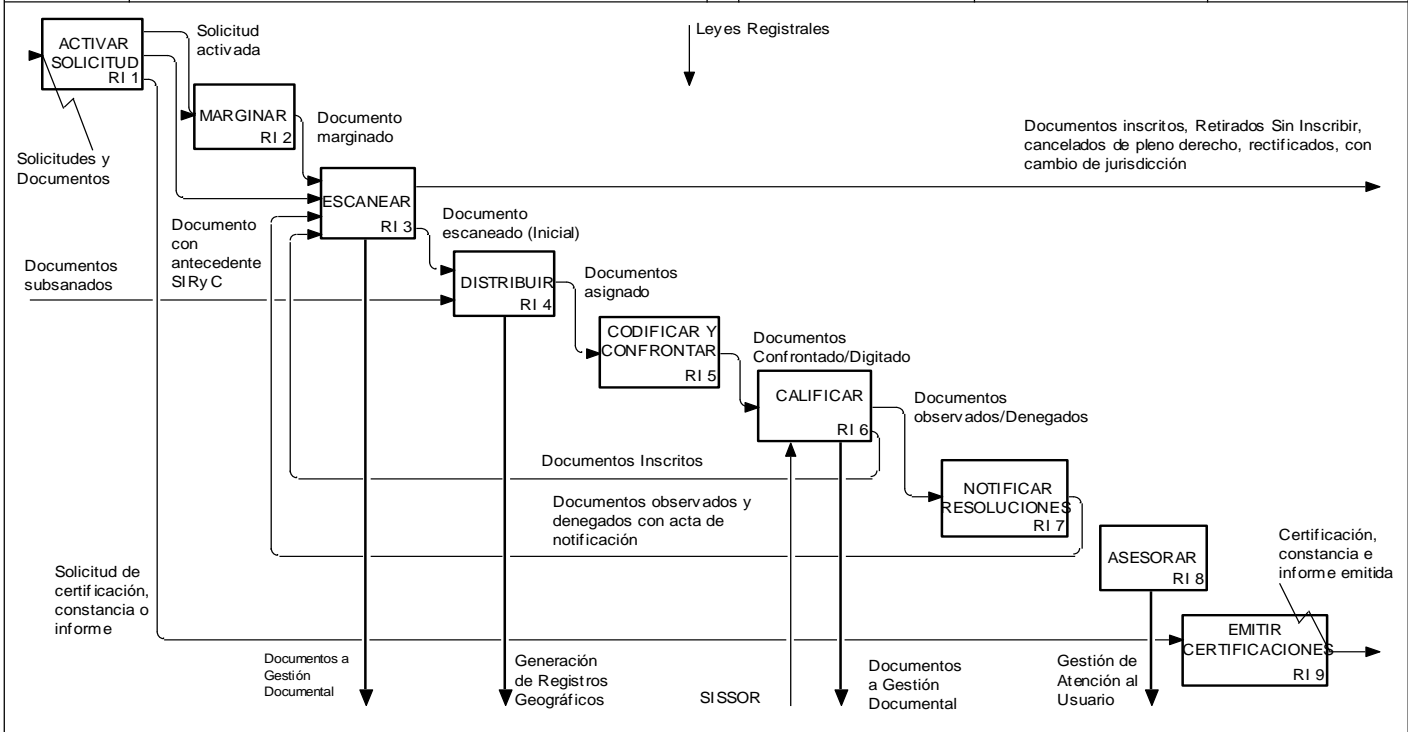 ACTIVAR
SOLICITUD
RI 1
Solicitud
activada
Leyes Registrales
MARGINAR
RI 2
Documento
marginado
Solicitudes y
Documentos
Documentos inscritos, Retirados Sin Inscribir,
cancelados de pleno derecho, rectificados, con
cambio de jurisdicción
ESCANEAR
RI 3
Documento
con
antecedente
SIRyC
Documento
escaneado (Inicial)
Documentos
subsanados
DISTRIBUIR
RI 4
Documentos
asignado
CODIFICAR Y
CONFRONTAR
RI 5
Documentos
Confrontado/Digitado
CALIFICAR
RI 6
Documentos
observados/Denegados
Documentos Inscritos
NOTIFICAR
RESOLUCIONES
RI 7
Documentos observados y
denegados con acta de
notificación
ASESORAR
RI 8
Certificación,
constancia e
informe emitida
Solicitud de
certificación,
constancia o
informe
EMITIR
CERTIFICACIONES
RI 9
Documentos a
Gestión
Documental
Generación
de Registros
Geográficos
SISSOR
Documentos
a Gestión
Documental
Gestión de
Atención al
Usuario